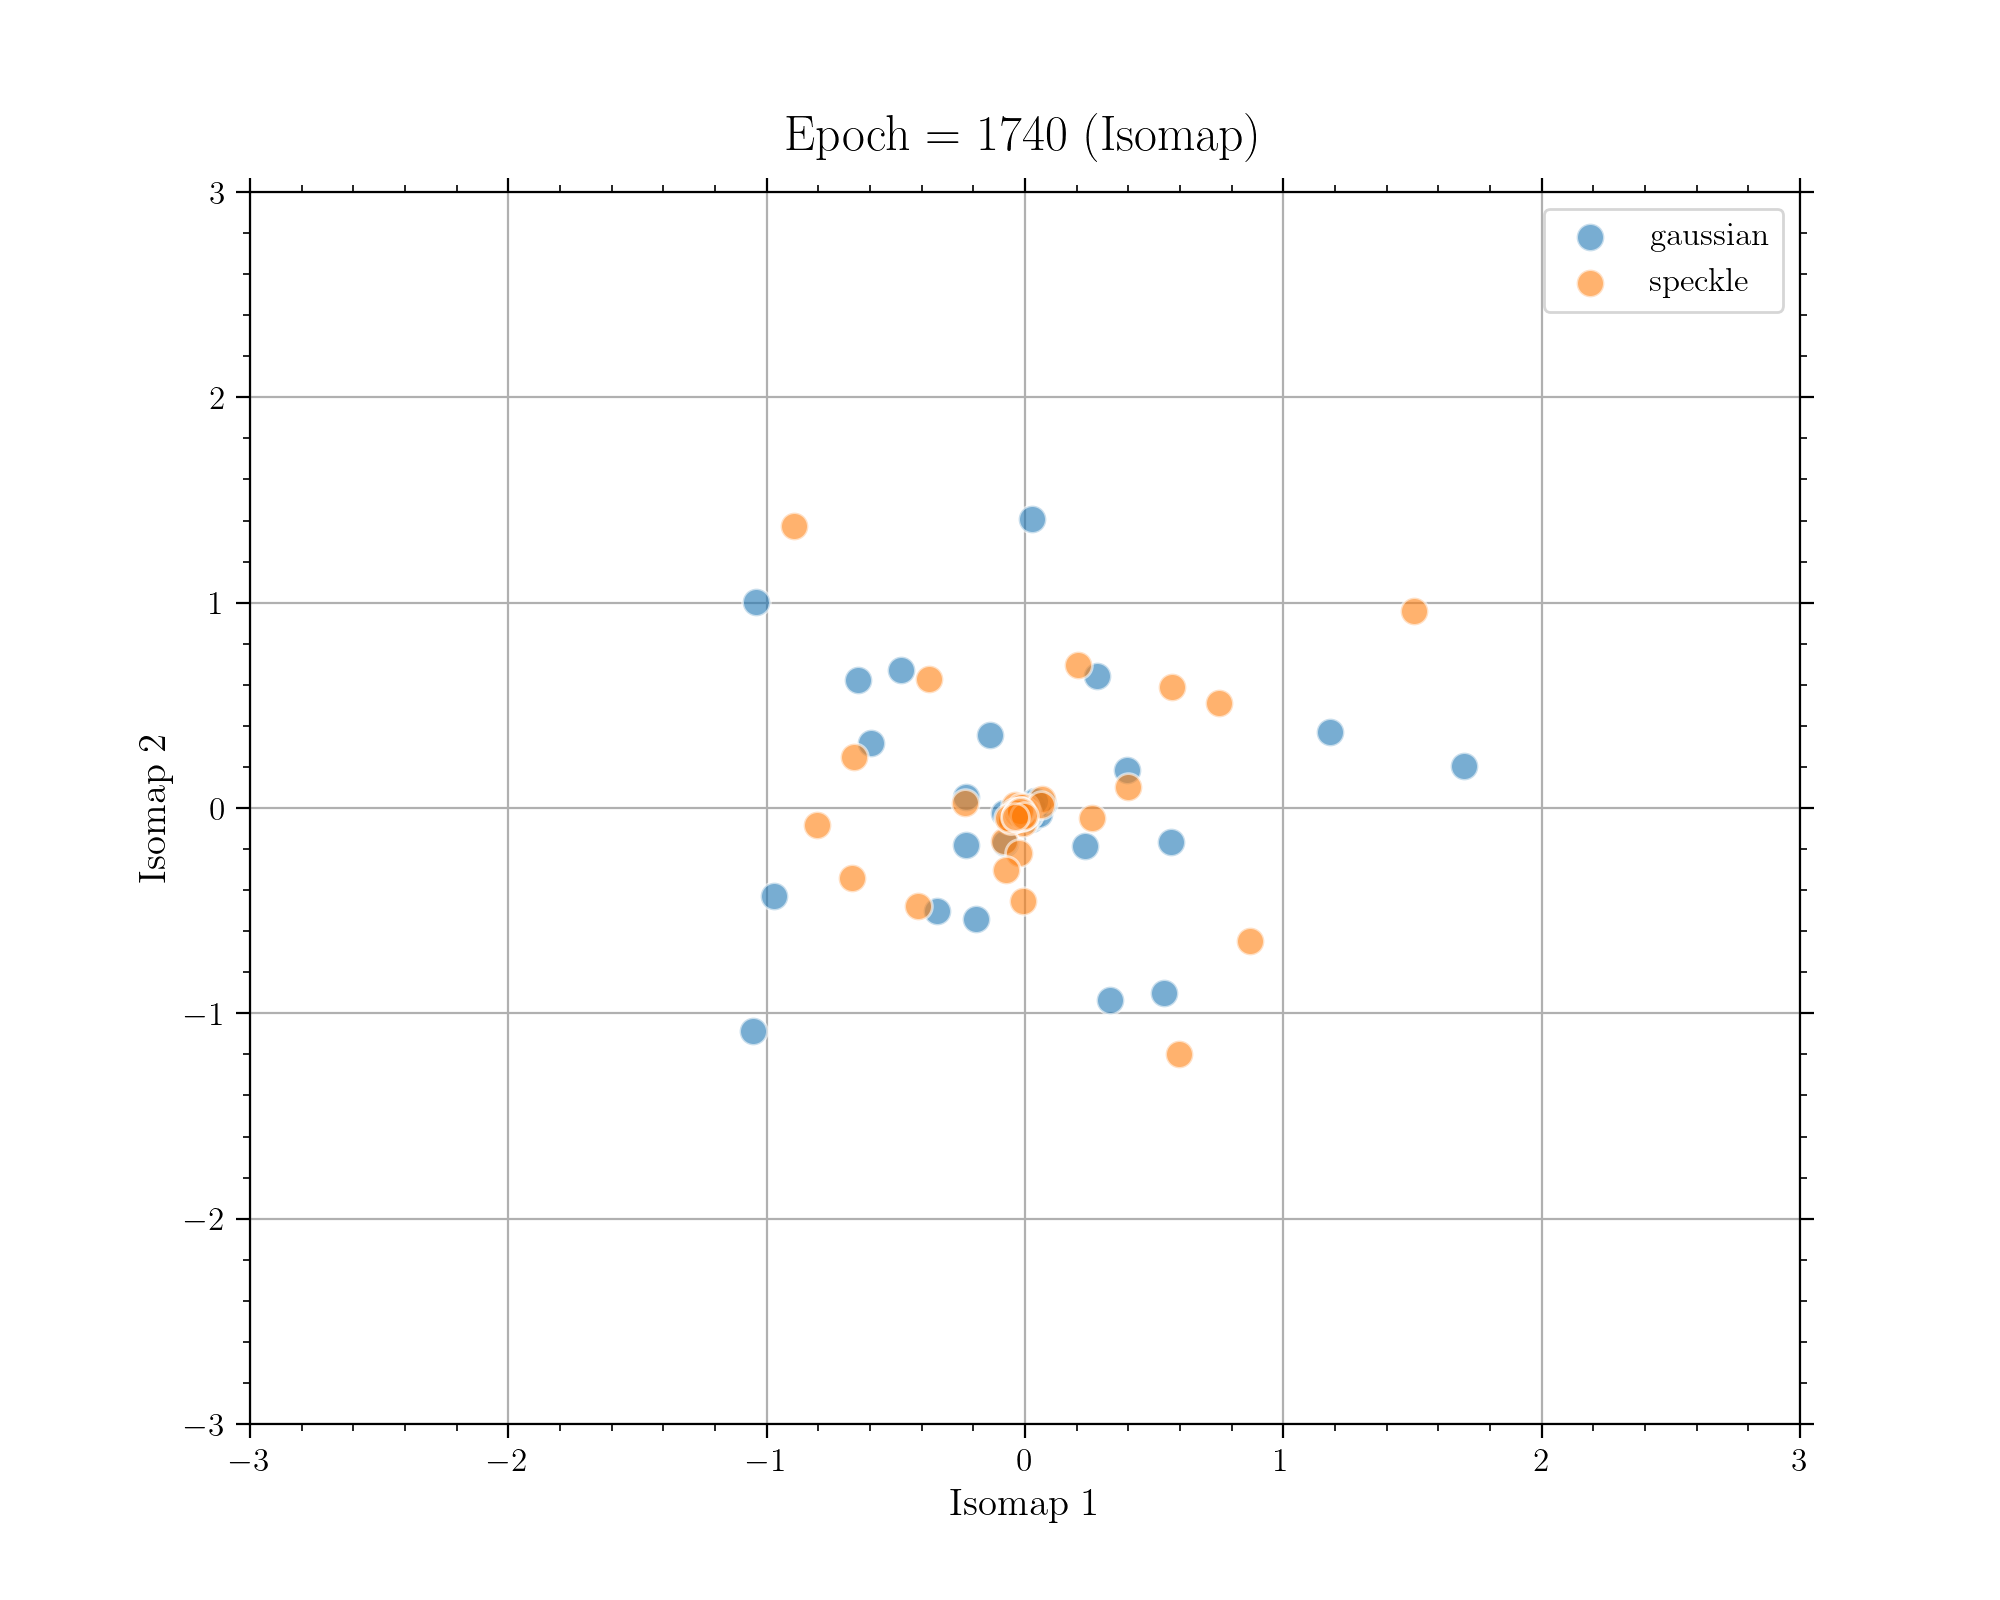 Epoch = 1740 (Isomap)
gaussian
speckle
3
2
1
0
−1
−2
−3
Isomap 2
−3
−2
−1
0
1
2
3
Isomap 1